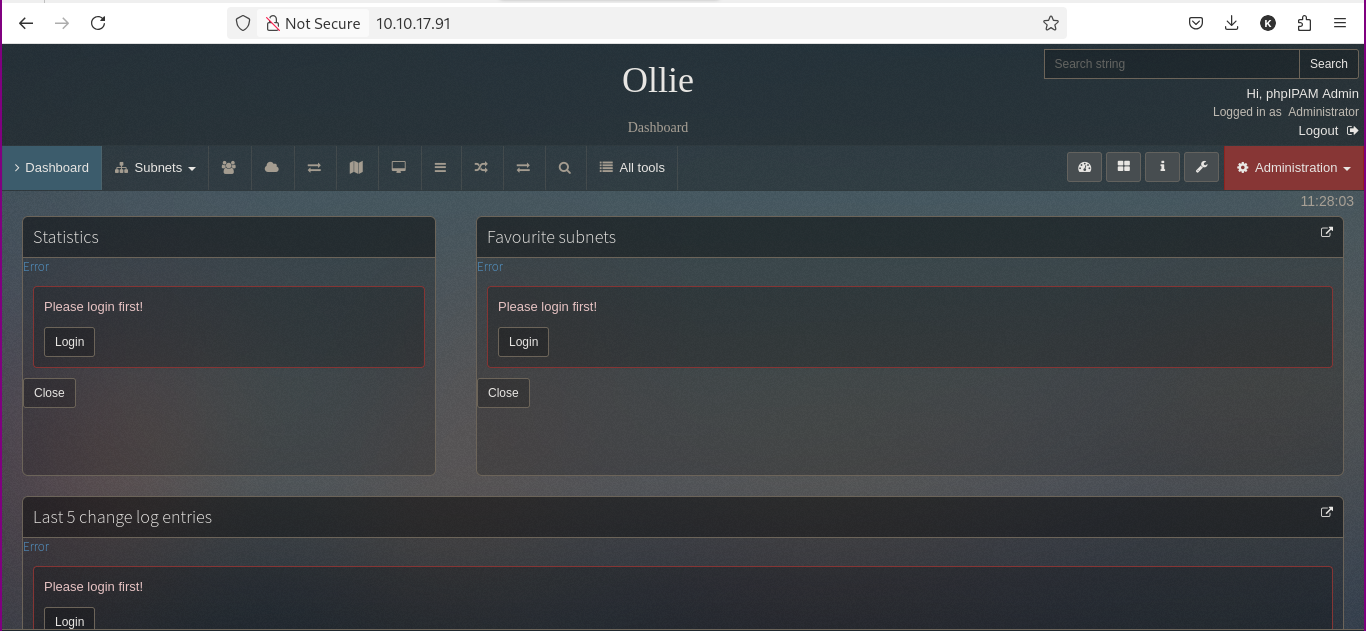 Not Secure 10.10.17.91
K
Ollie
Dashboard
Search string Search
Hi, phpIPAM Admin
Logged in as Administrator
Logout
Dashboard Subnets All tools Administration
11:28:03
Statistics
Error
Please login first!
Login
Close
Favourite subnets
Error
Please login first!
Login
Close
Last 5 change log entries
Error
Please login first!
Login